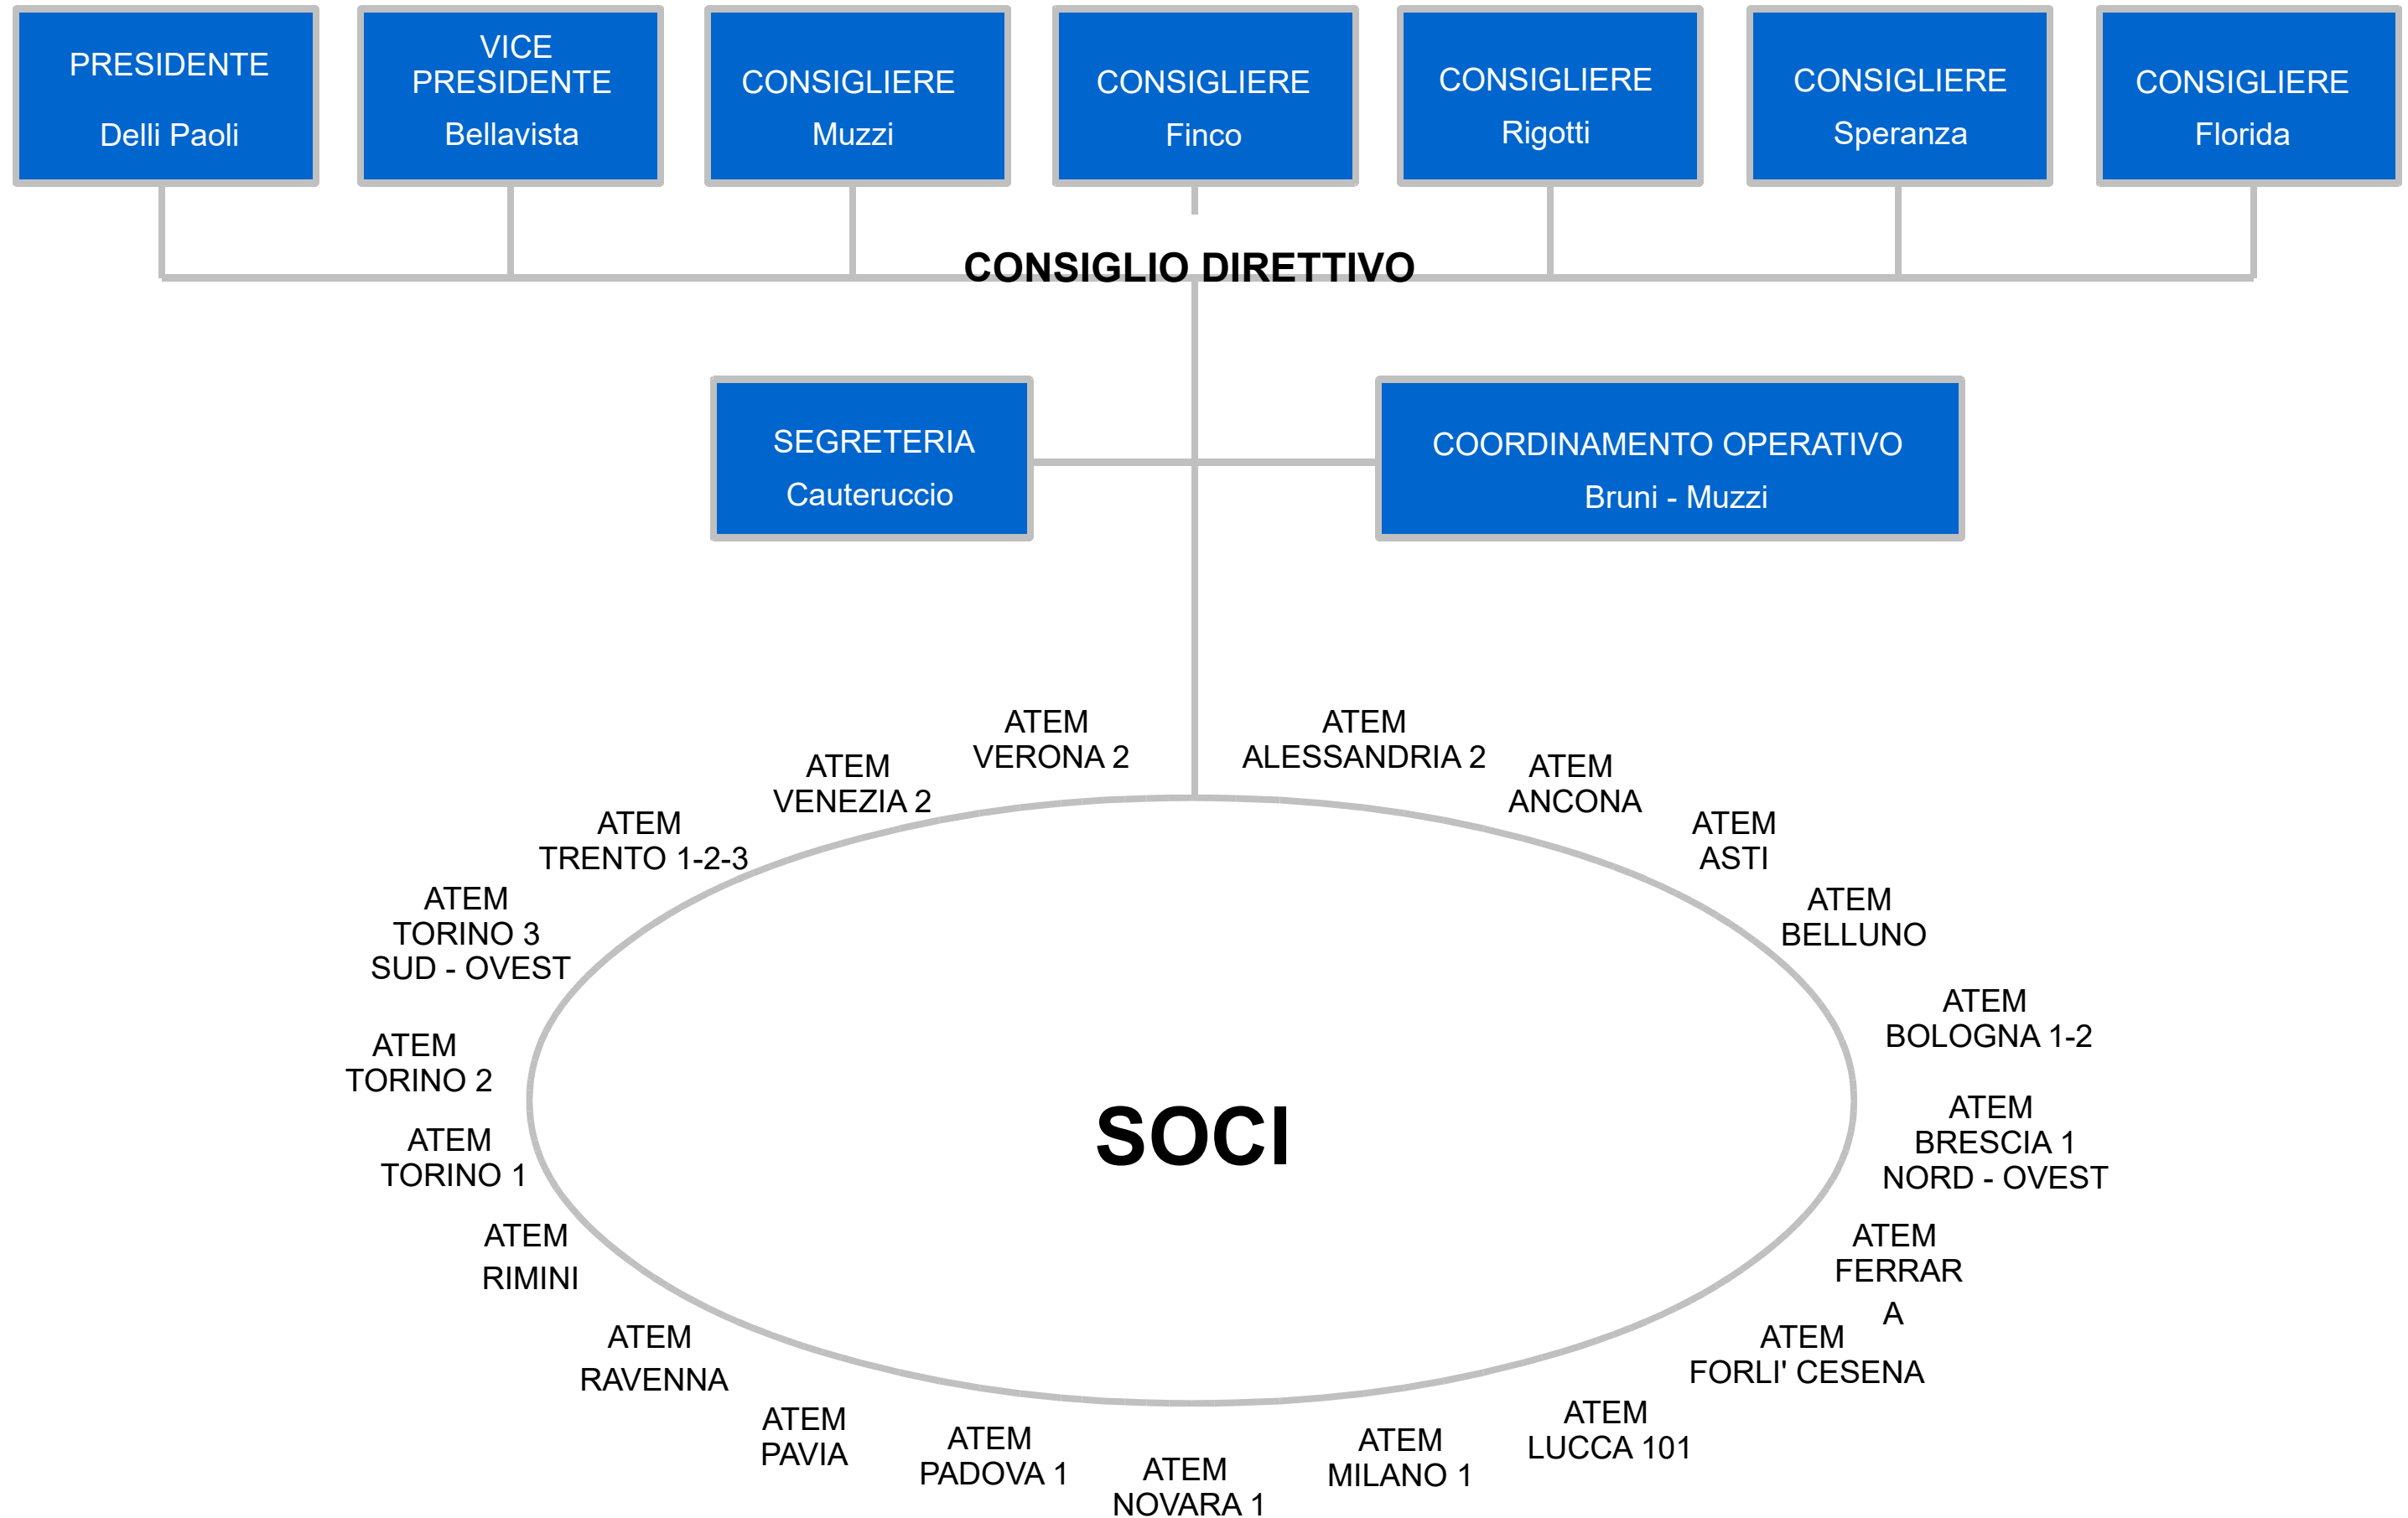 PRESIDENTE
Delli Paoli
VICE
PRESIDENTE
Bellavista
CONSIGLIERE
Muzzi
CONSIGLIERE
Finco
CONSIGLIERE
Rigotti
CONSIGLIERE
Speranza
CONSIGLIERE
Florida
CONSIGLIO DIRETTIVO
SEGRETERIA
Cauteruccio
COORDINAMENTO OPERATIVO
Bruni - Muzzi
ATEM
ALESSANDRIA 2
ATEM
ANCONA
ATEM
ASTI
ATEM
BELLUNO
ATEM
BOLOGNA 1-2
ATEM
BRESCIA 1
NORD - OVEST
ATEM
FERRAR
A
ATEM
FORLI' CESENA
ATEM
LUCCA 101
ATEM
MILANO 1
ATEM
NOVARA 1
ATEM
PADOVA 1
ATEM
PAVIA
ATEM
RAVENNA
ATEM
RIMINI
ATEM
TORINO 1
ATEM
TORINO 2
ATEM
TORINO 3
SUD - OVEST
ATEM
TRENTO 1-2-3
ATEM
VENEZIA 2
ATEM
VERONA 2
SOCI